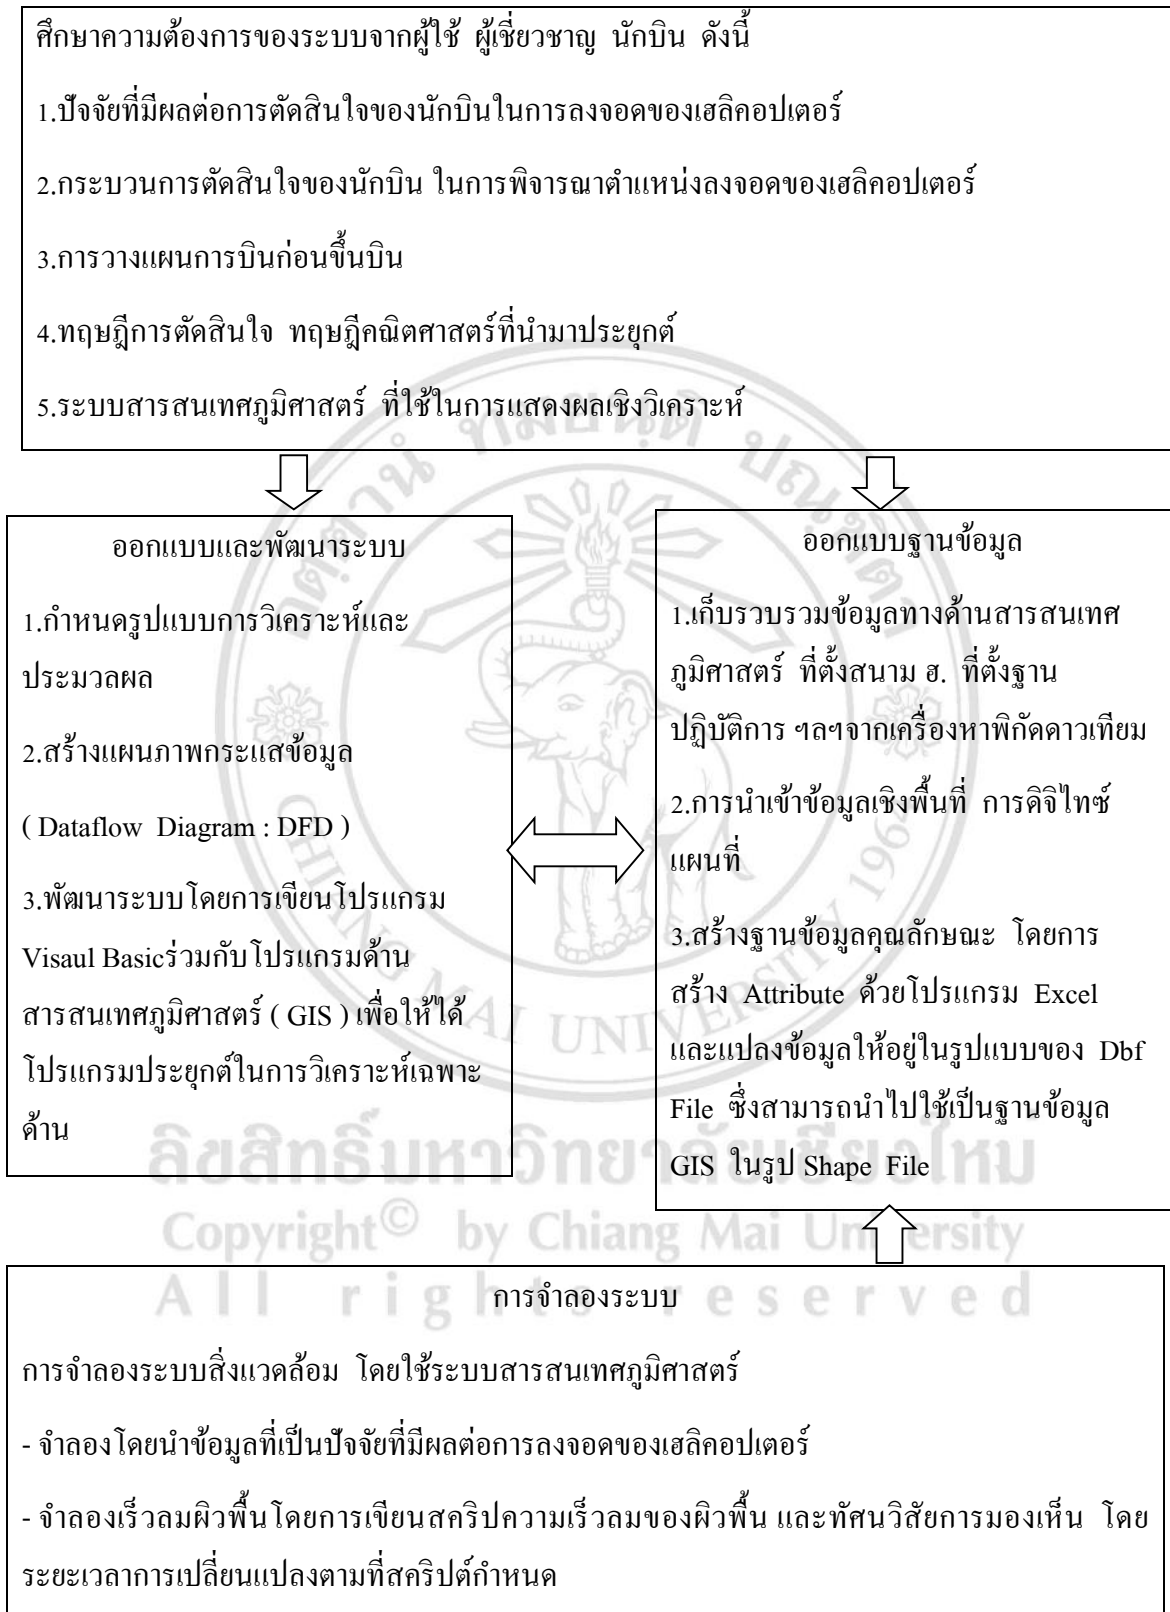 ศึกษาความต้องการของระบบจากผู้ใช้ ผู้เชี่ยวชาญ นักบิน ดังนี้
1.ปัจจัยที่มีผลต่อการตัดสินใจของนักบินในการลงจอดของเฮลิคอปเตอร์
2.กระบวนการตัดสินใจของนักบิน ในการพิจารณาตำแหน่งลงจอดของเฮลิคอปเตอร์
3.การวางแผนการบินก่อนขึ้นบิน
4.ทฤษฎีการตัดสินใจ ทฤษฎีคณิตศาสตร์ที่นำมาประยุกต์
5.ระบบสารสนเทศภูมิศาสตร์ ที่ใช้ในการแสดงผลเชิงวิเคราะห์
ออกแบบและพัฒนาระบบ
1.กำหนดรูปแบบการวิเคราะห์และ
ประมวลผล
2.สร้างแผนภาพกระแสข้อมูล
( Dataflow Diagram : DFD )
3.พัฒนาระบบโดยการเขียนโปรแกรม
Visaul Basicร่วมกับโปรแกรมด้าน
สารสนเทศภูมิศาสตร์ ( GIS ) เพื่อให้ได้
โปรแกรมประยุกต์ในการวิเคราะห์เฉพาะ
ด้าน
ออกแบบฐานข้อมูล
1.เก็บรวบรวมข้อมูลทางด้านสารสนเทศ
ภูมิศาสตร์ ที่ตั้งสนาม ฮ. ที่ตั้งฐาน
ปฏิบัติการ ฯลฯจากเครื่องหาพิกัดดาวเทียม
2.การนำเข้าข้อมูลเชิงพื้นที่ การดิจิไทซ์
แผนที่
3.สร้างฐานข้อมูลคุณลักษณะ โดยการ
สร้าง Attribute ด้วยโปรแกรม Excel
และแปลงข้อมูลให้อยู่ในรูปแบบของ Dbf
File ซึ่งสามารถนำไปใช้เป็นฐานข้อมูล
GIS ในรูป Shape File
การจำลองระบบ
การจำลองระบบสิ่งแวดล้อม โดยใช้ระบบสารสนเทศภูมิศาสตร์
- จำลองโดยนำข้อมูลที่เป็นปัจจัยที่มีผลต่อการลงจอดของเฮลิคอปเตอร์
- จำลองเร็วลมผิวพื้นโดยการเขียนสคริปความเร็วลมของผิวพื้น และทัศนวิสัยการมองเห็น โดย
ระยะเวลาการเปลี่ยนแปลงตามที่สคริปต์กำหนด
อตฺตานํ ทมยนฺติ ปณฺฑิตา
CHIANG MAI UNIVERSITY 1964
ลิขสิทธิ์มหาวิทยาลัยเชียงใหม่
Copyright© by Chiang Mai University
All rights reserved